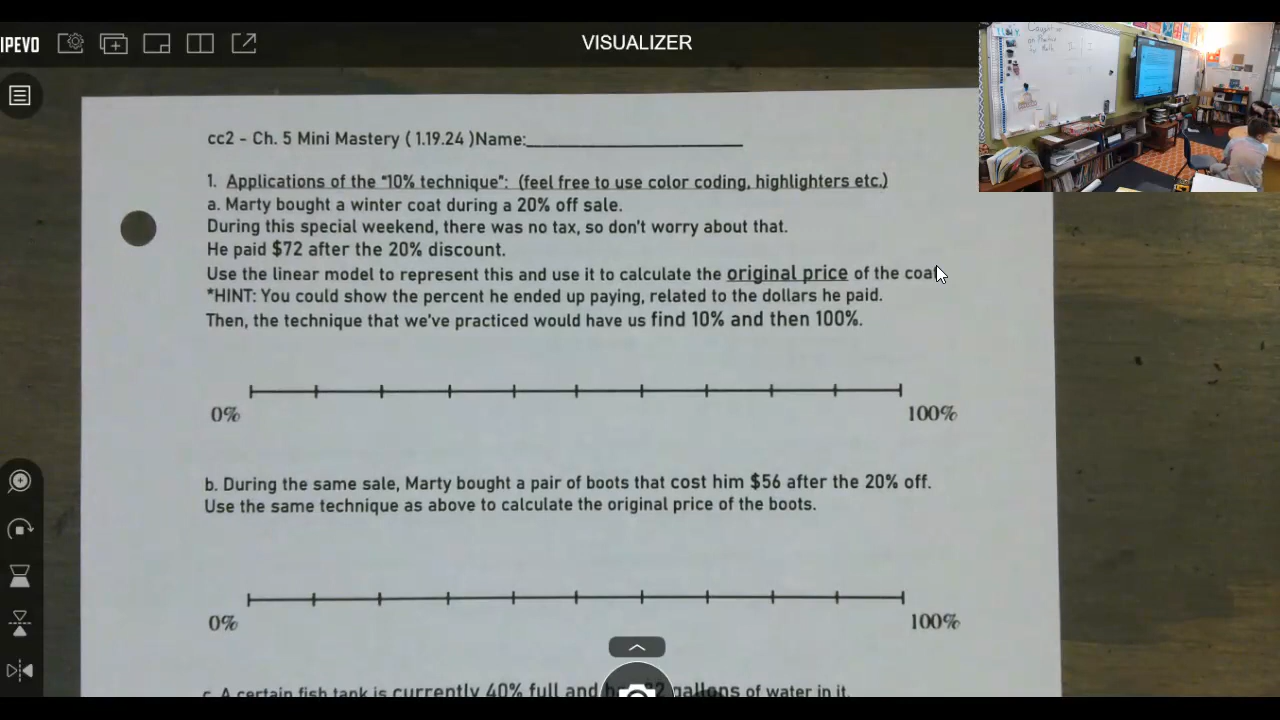 IPEVO
VISUALIZER
cc2 - Ch. 5 Mini Mastery ( 1.19.24 )Name:
1. Applications of the "10% technique": (feel free to use color coding, highlighters etc.)
a. Marty bought a winter coat during a 20% off sale.
During this special weekend, there was no tax, so don't worry about that.
He paid $72 after the 20% discount.
Use the linear model to represent this and use it to calculate the original price of the coat
*HINT: You could show the percent he ended up paying, related to the dollars he paid.
Then, the technique that we've practiced would have us find 10% and then 100%.
0%
100%
b. During the same sale, Marty bought a pair of boots that cost him $56 after the 20% off.
Use the same technique as above to calculate the original price of the boots.
0%
100%
c. A certain fish tank is currently 40% full and gallons of water in it.